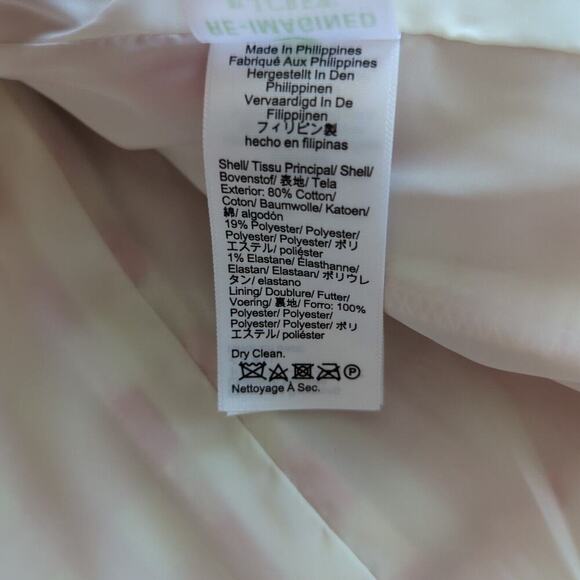 J.CREW
RE-IMAGINED
Made In Philippines
Fabriqué Aux Philippines
Hergestellt In Den
Philippinen
Vervaardigd In De
Filippijnen
フィリピン製
hecho en filipinas
Shell/ Tissu Principal/ Shell/
Bovenstof/ 表地/ Tela
Exterior: 80% Cotton/
Coton/ Baumwolle/ Katoen/
綿/ algodón
19% Polyester/ Polyester/
Polyester/ Polyester/ ポリ
エステル/ poliéster
1% Elastane/ Élasthanne/
Elastan/ Elastaan/ ポリウレ
タン/ elastano
Lining/ Doublure/ Futter/
Voering/ 裏地/ Forro: 100%
Polyester/ Polyester/
Polyester/ Polyester/ ポリ
エステル/ poliéster
Dry Clean.
P
Nettoyage À Sec.